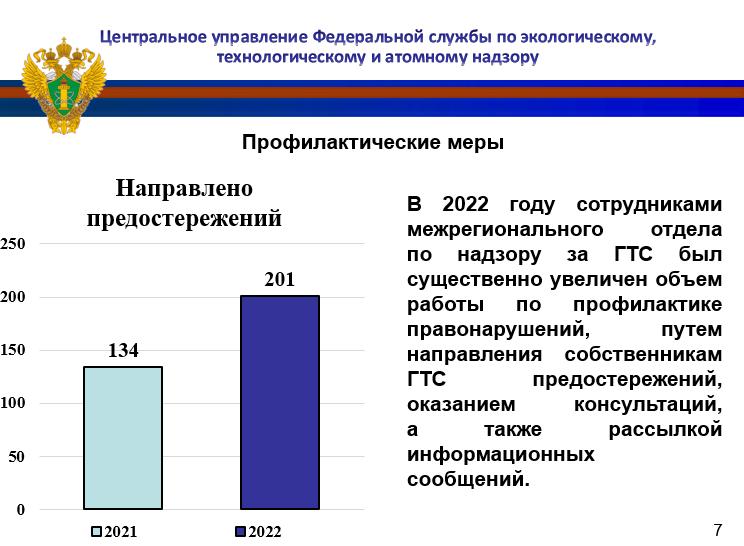 Центральное управление Федеральной службы по экологическому,
технологическому и атомному надзору
Профилактические меры
Направлено
предостережений
250
200
150
100
50
0
134
201
2021
2022
В 2022 году сотрудниками
межрегионального отдела
по надзору за ГТС был
существенно увеличен объем
работы по профилактике
правонарушений, путем
направления собственникам
ГТС предостережений,
оказанием консультаций,
а также рассылкой
информационных
сообщений.
7